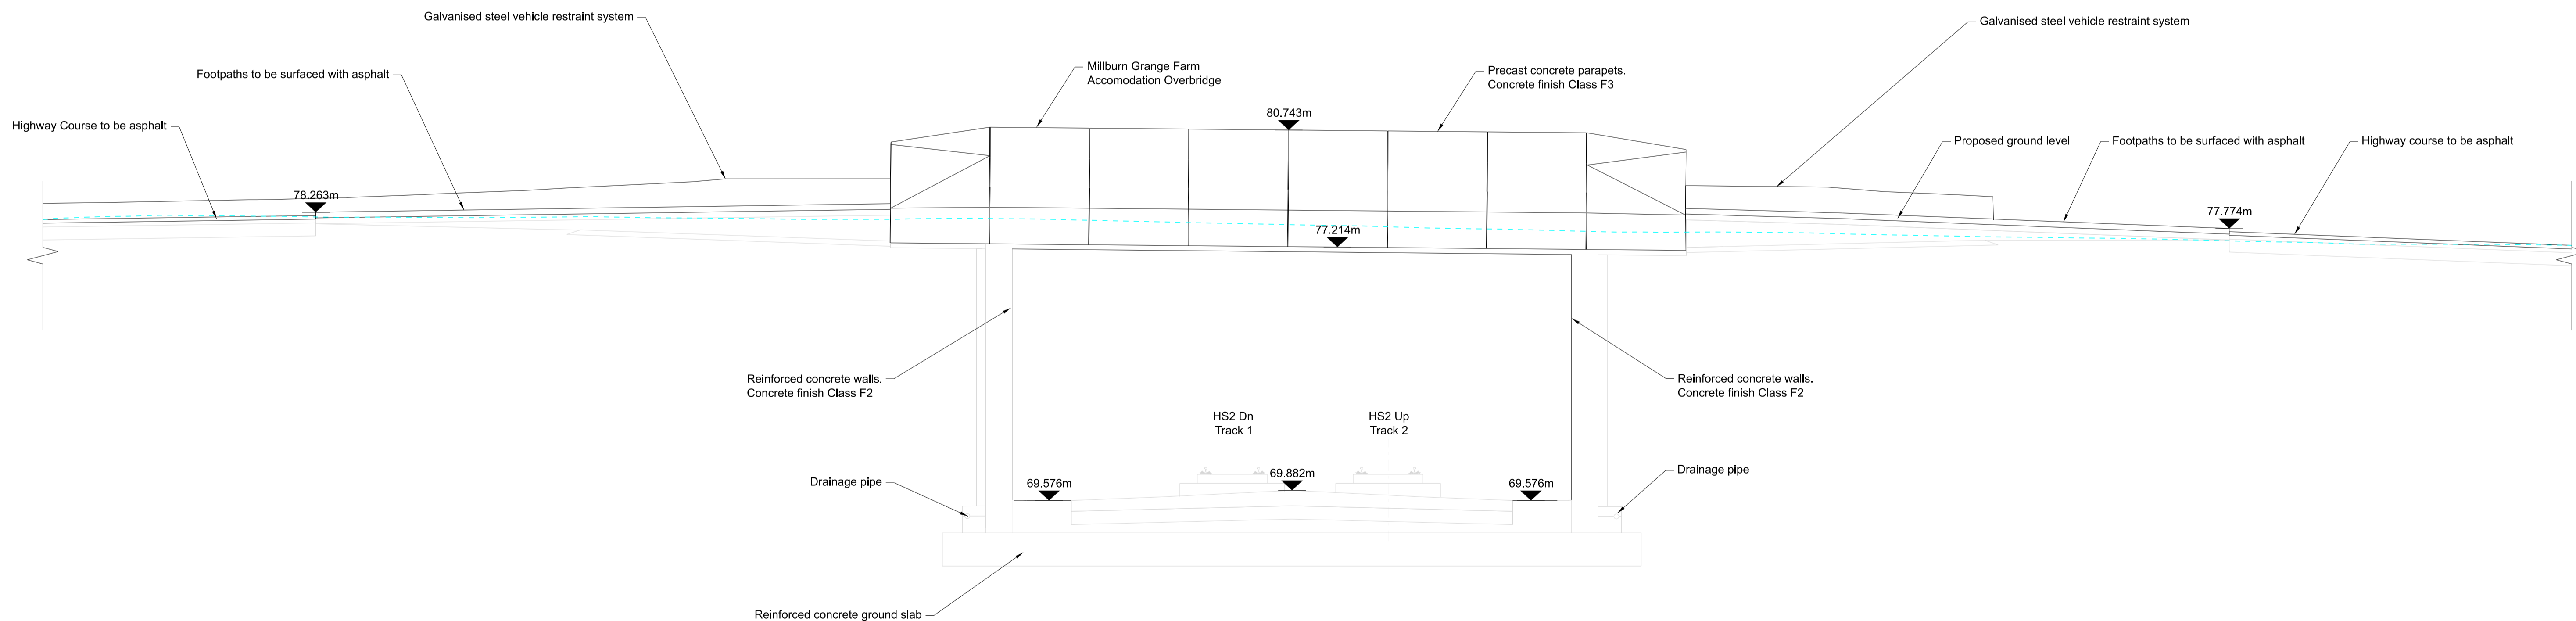 Galvanised steel vehicle restraint system
Galvanised steel vehicle restraint system
Footpaths to be surfaced with asphalt
Millburn Grange Farm
Accomodation Overbridge
Precast concrete parapets.
Concrete finish Class F3
Highway Course to be asphalt
80.743m
Proposed ground level
Footpaths to be surfaced with asphalt
Highway course to be asphalt
78.263m
77.774m
77.214m
Reinforced concrete walls.
Concrete finish Class F2
Reinforced concrete walls.
Concrete finish Class F2
HS2 Dn
Track 1
HS2 Up
Track 2
Drainage pipe
69.576m
69.882m
69.576m
Drainage pipe
Reinforced concrete ground slab